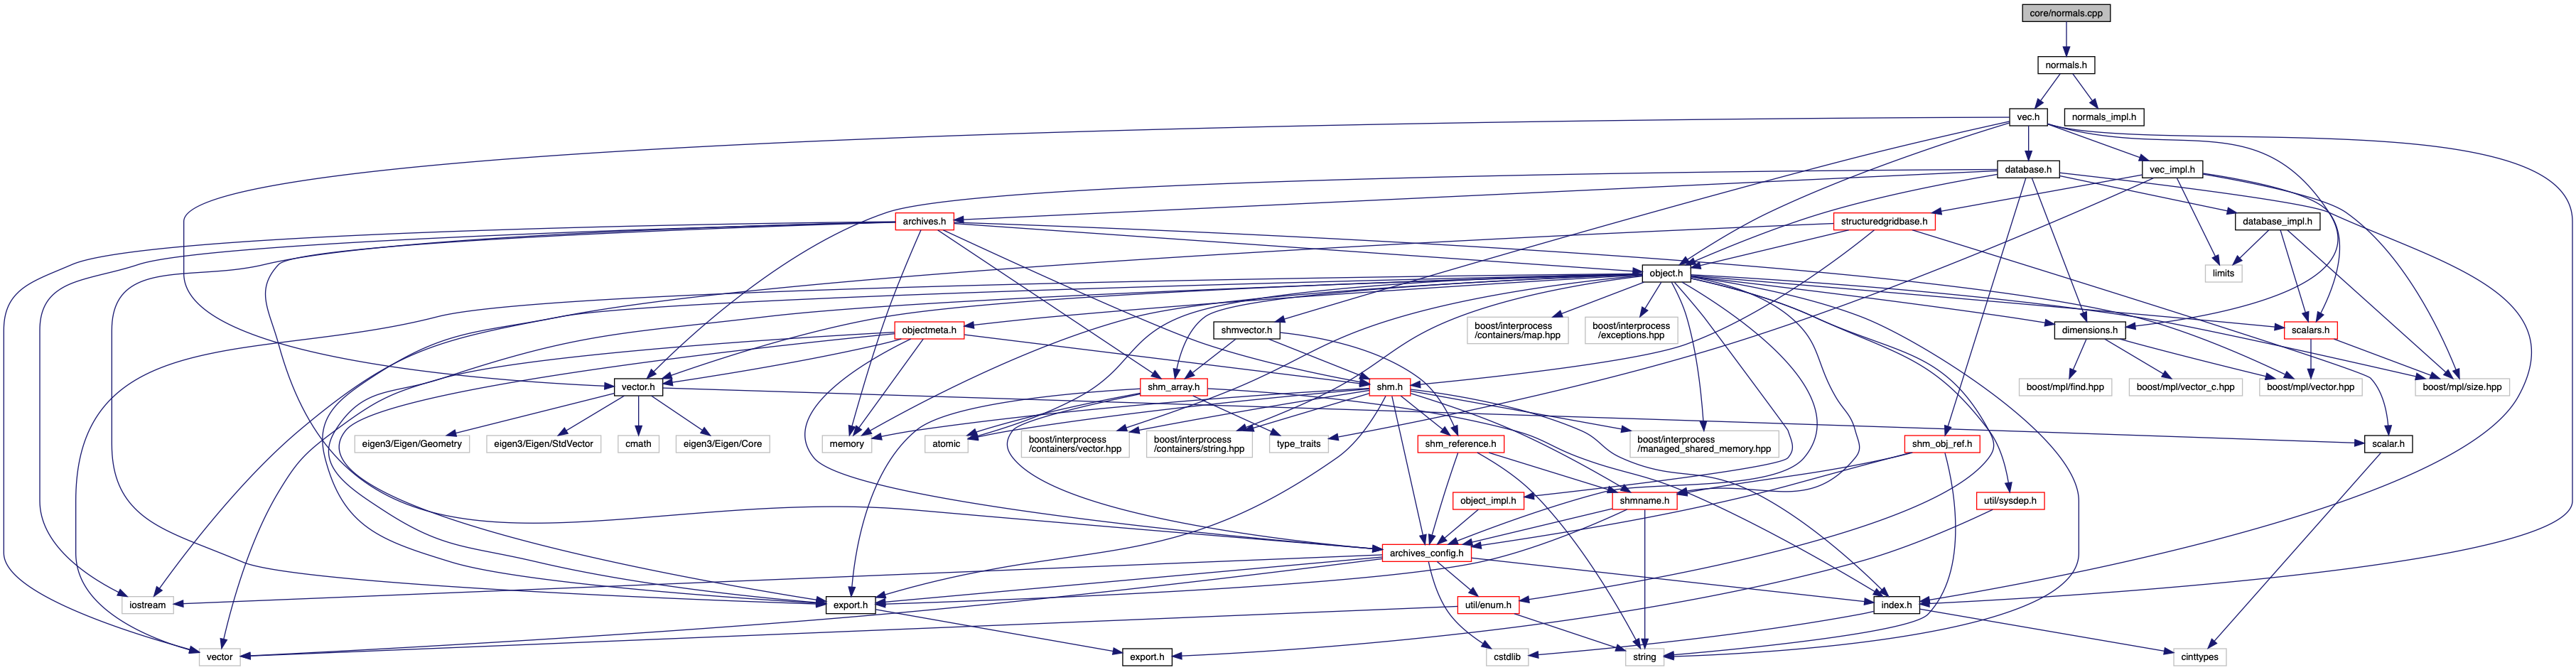 core/normals.cpp
normals.h
vec.h
normals_impl.h
database.h
vec_impl.h
archives.h
structuredgridbase.h
database_impl.h
object.h
limits
objectmeta.h
shmvector.h
boost/interprocess
/containers/map.hpp
boost/interprocess
/exceptions.hpp
dimensions.h
scalars.h
vector.h
shm_array.h
shm.h
boost/mpl/find.hpp
boost/mpl/vector_c.hpp
boost/mpl/vector.hpp
boost/mpl/size.hpp
eigen3/Eigen/Geometry
eigen3/Eigen/StdVector
cmath
eigen3/Eigen/Core
memory
atomic
boost/interprocess
/containers/vector.hpp
boost/interprocess
/containers/string.hpp
type_traits
shm_reference.h
boost/interprocess
/managed_shared_memory.hpp
shm_obj_ref.h
scalar.h
object_impl.h
shmname.h
util/sysdep.h
archives_config.h
iostream
export.h
util/enum.h
index.h
vector
export.h
cstdlib
string
cinttypes